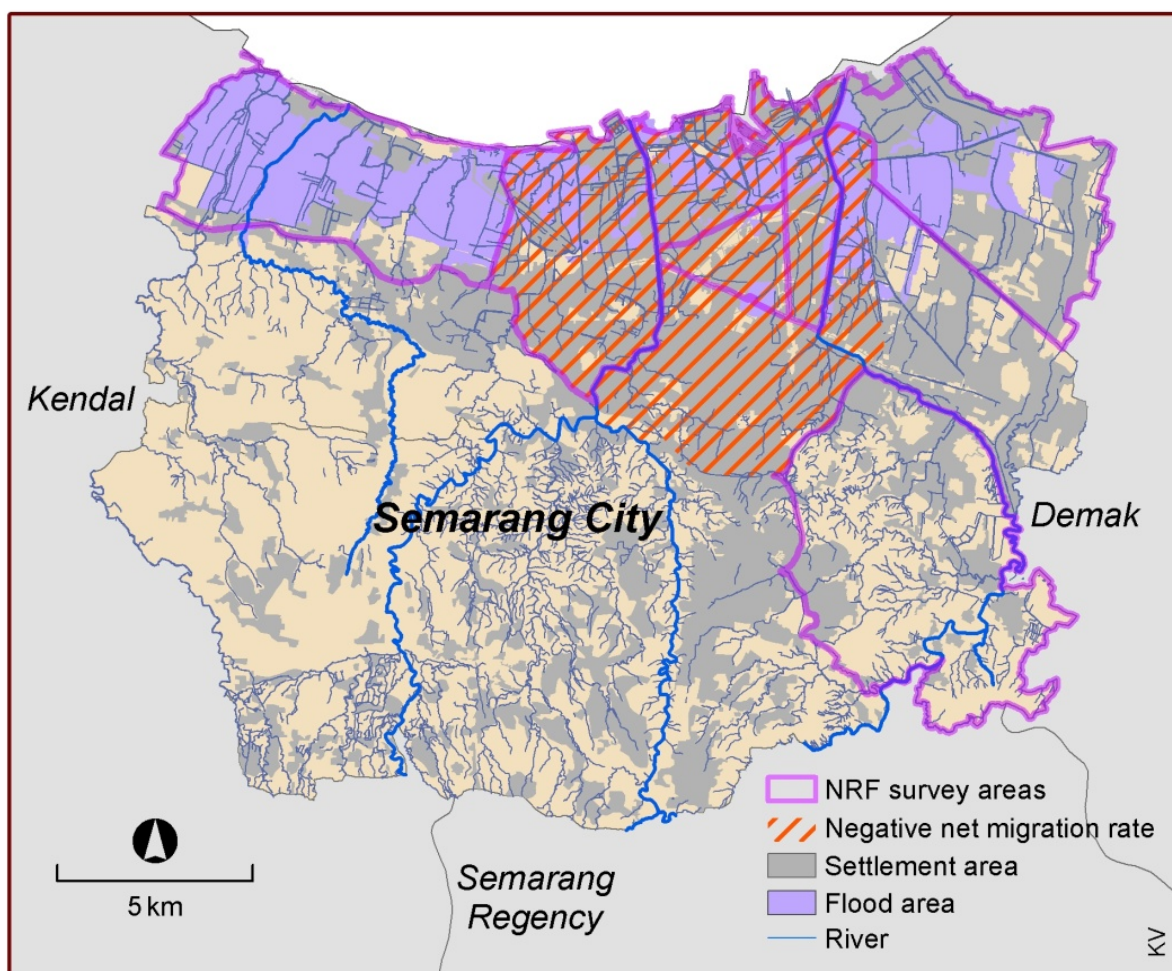 Kendal
Semarang City
Demak
5 km
Semarang
Regency
NRF survey areas
Negative net migration rate
Settlement area
Flood area
River
KV